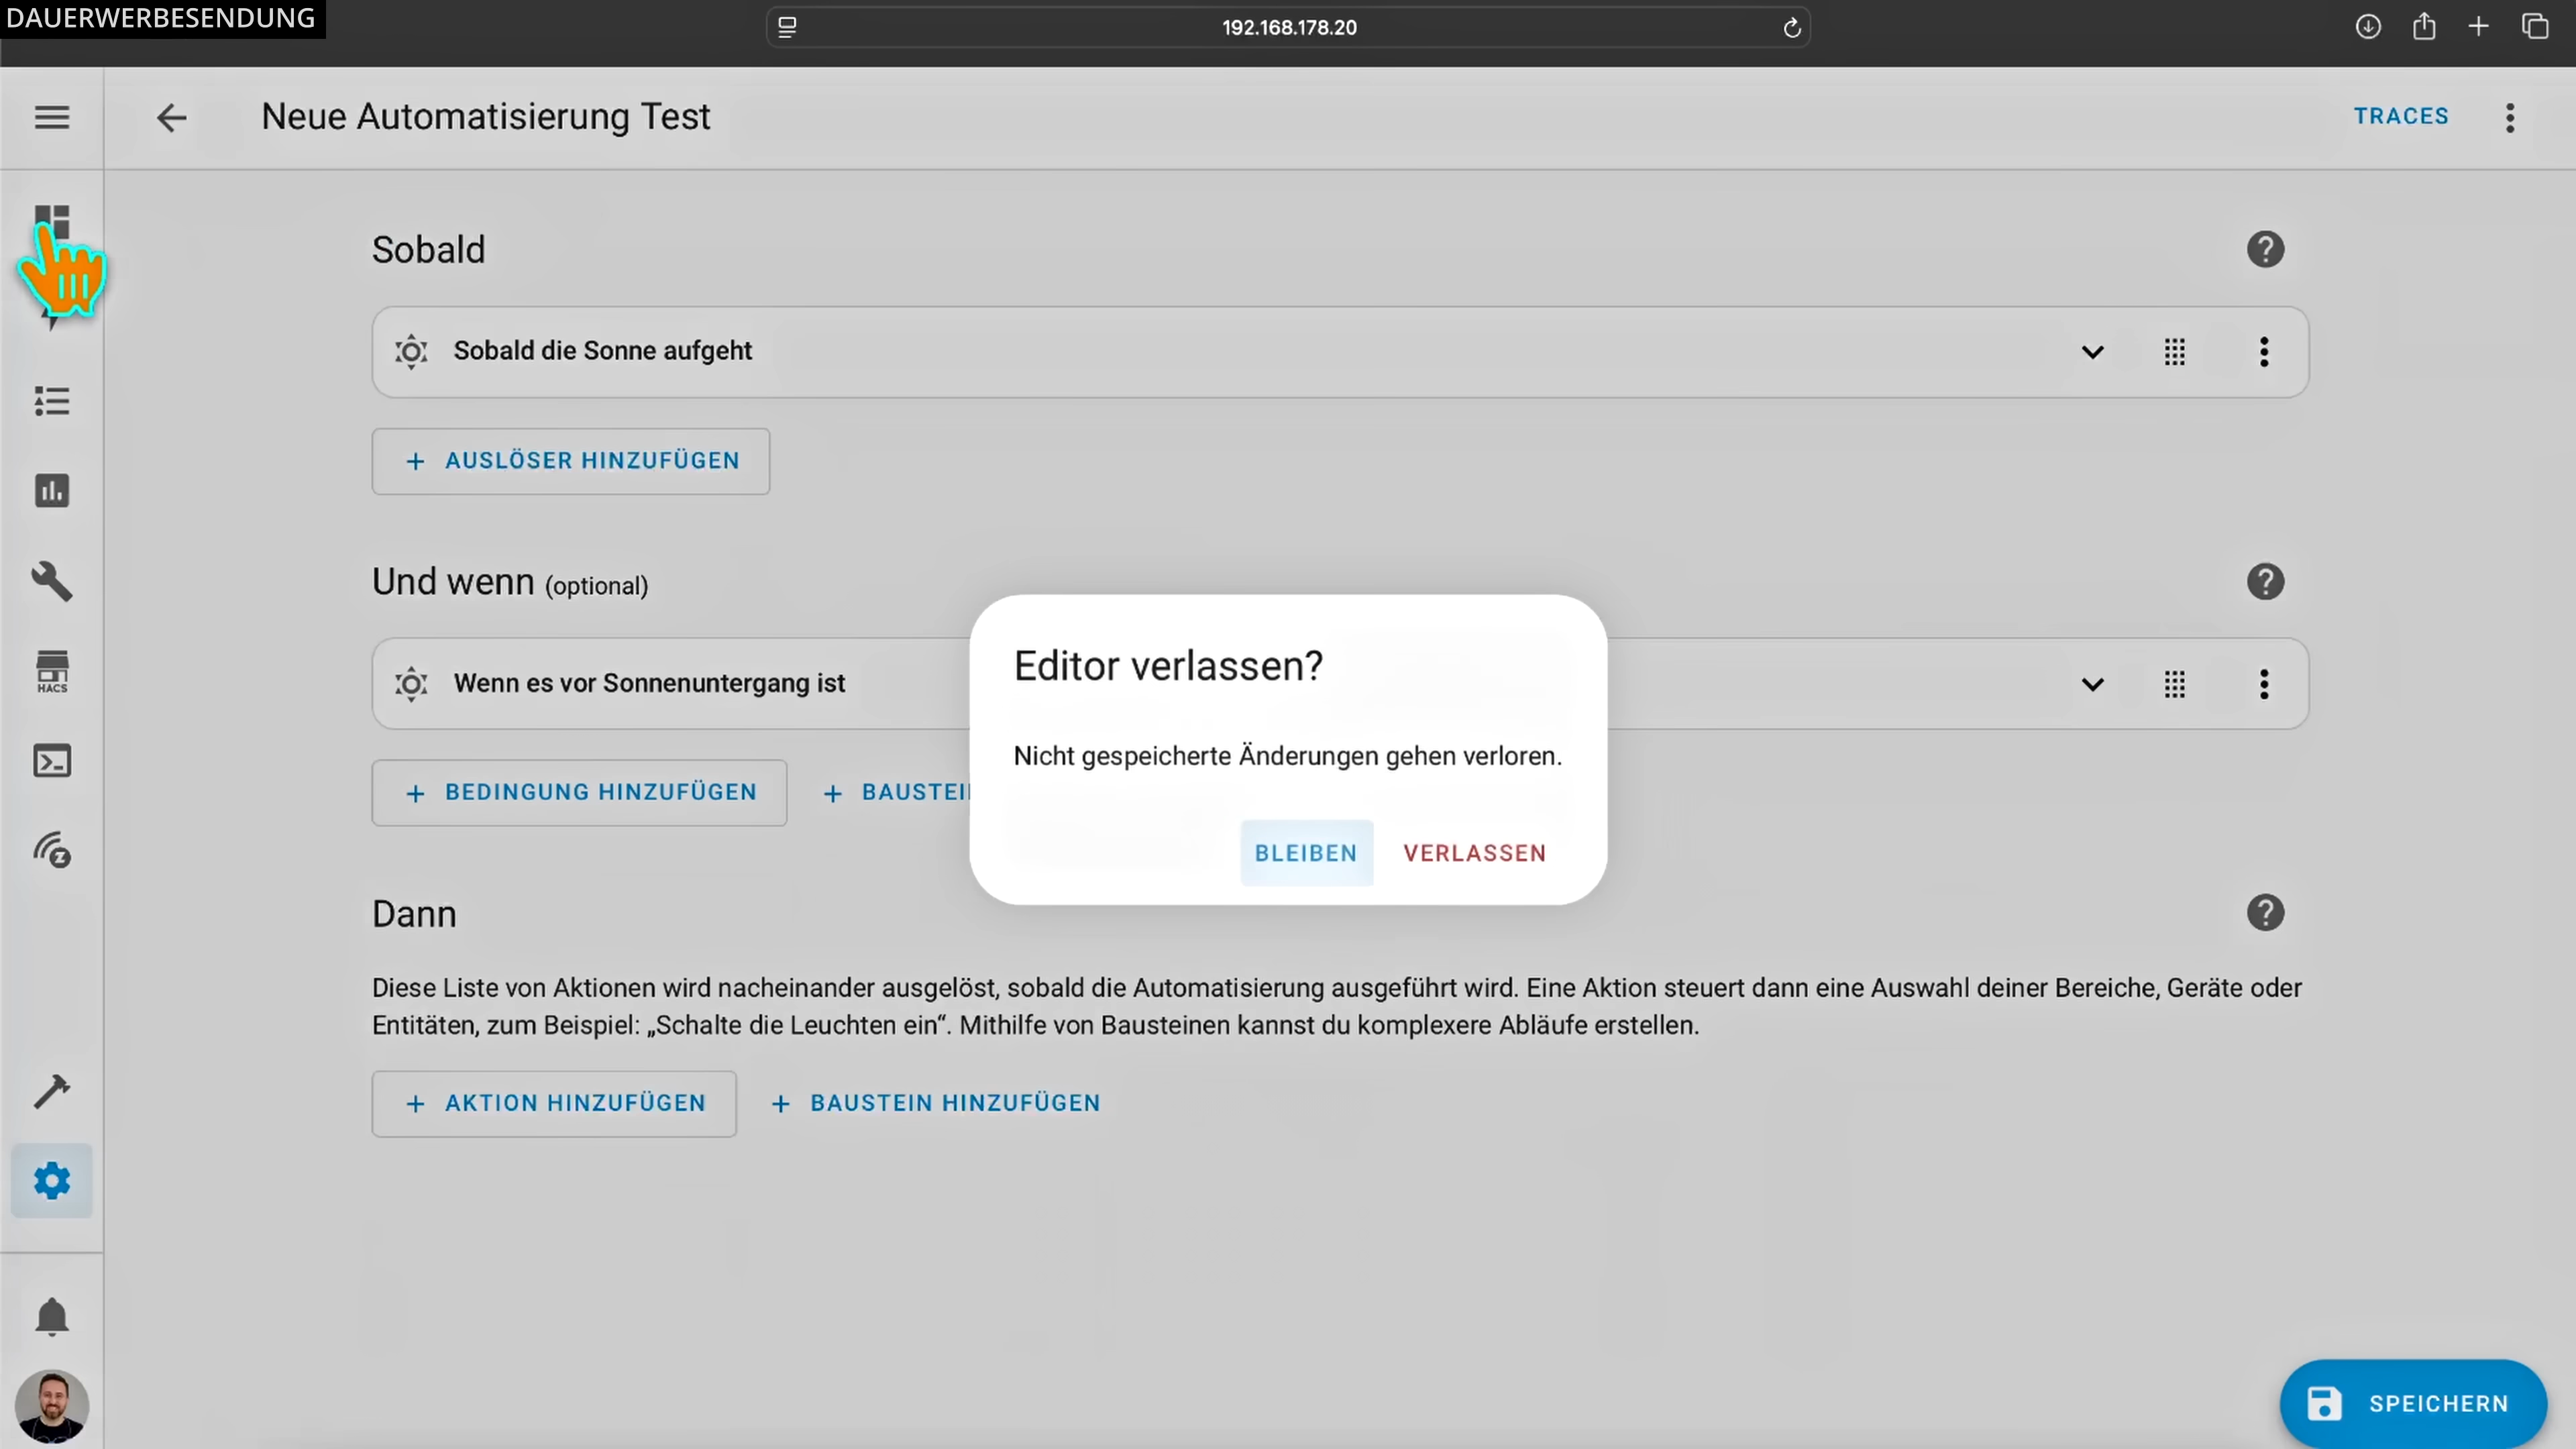 DAUERWERBESENDUNG
192.168.178.20
Neue Automatisierung Test
TRACES
Sobald
Sobald die Sonne aufgeht
+ AUSLÖSER HINZUFÜGEN
Und wenn (optional)
Wenn es vor Sonnenuntergang ist
HACS
+ BEDINGUNG HINZUFÜGEN
+ BAUSTEI
Editor verlassen?
Nicht gespeicherte Änderungen gehen verloren.
BLEIBEN
VERLASSEN
Dann
Diese Liste von Aktionen wird nacheinander ausgelöst, sobald die Automatisierung ausgeführt wird. Eine Aktion steuert dann eine Auswahl deiner Bereiche, Geräte oder
Entitäten, zum Beispiel: „Schalte die Leuchten ein“. Mithilfe von Bausteinen kannst du komplexere Abläufe erstellen.
+ AKTION HINZUFÜGEN
+ BAUSTEIN HINZUFÜGEN
SPEICHERN